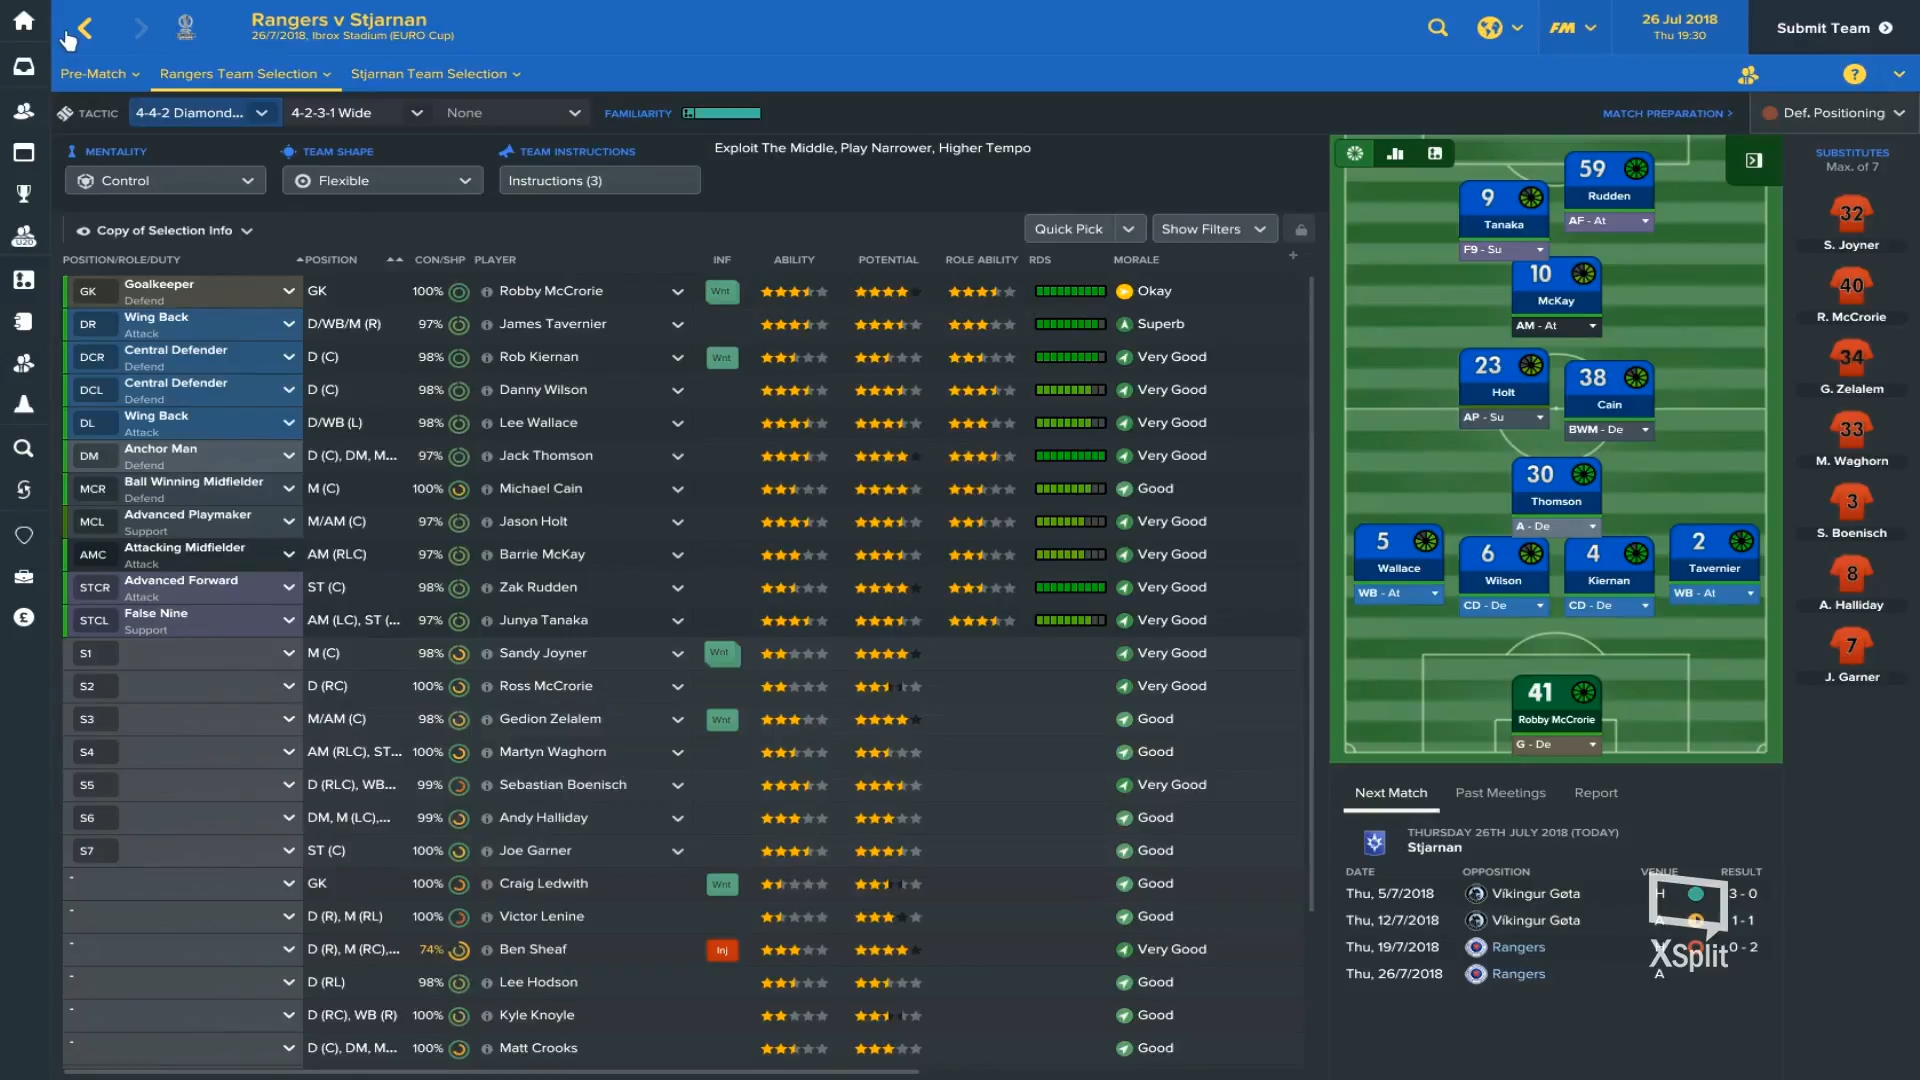 Rangers v Stjarnan
26/7/2018, Ibrox Stadium (EURO Cup)
FM
26 Jul 2018
Thu 19:30
Submit Team
Pre-Match
Rangers Team Selection
Stjarnan Team Selection
?
TACTIC
4-4-2 Diamond...
4-2-3-1 Wide
None
FAMILIARITY
MATCH PREPARATION >
Def. Positioning
MENTALITY
TEAM SHAPE
TEAM INSTRUCTIONS
Exploit The Middle, Play Narrower, Higher Tempo
Control
Flexible
Instructions (3)
Copy of Selection Info
Quick Pick
Show Filters
POSITION/ROLE/DUTY POSITION CON/SHP PLAYER INF ABILITY POTENTIAL ROLE ABILITY RDS MORALE
GK Goalkeeper Defend GK 100% Robby McCrorie Wnt Okay
DR Wing Back Attack D/WB/M (R) 97% James Tavernier Superb
DCR Central Defender Defend D (C) 98% Rob Kiernan Wnt Very Good
DCL Central Defender Defend D (C) 98% Danny Wilson Very Good
DL Wing Back Attack D/WB (L) 98% Lee Wallace Very Good
DM Anchor Man Defend D (C), DM, M... 97% Jack Thomson Very Good
MCR Ball Winning Midfielder Defend M (C) 100% Michael Cain Good
MCL Advanced Playmaker Support M/AM (C) 97% Jason Holt Very Good
AMC Attacking Midfielder Attack AM (RLC) 97% Barrie McKay Very Good
STCR Advanced Forward Attack ST (C) 98% Zak Rudden Very Good
STCL False Nine Support AM (LC), ST (... 97% Junya Tanaka Very Good
S1 M (C) 98% Sandy Joyner Wnt Very Good
S2 D (RC) 100% Ross McCrorie Very Good
S3 M/AM (C) 98% Gedion Zelalem Wnt Good
S4 AM (RLC), ST... 100% Martyn Waghorn Good
S5 D (RLC), WB... 99% Sebastian Boenisch Very Good
S6 DM, M (LC),... 99% Andy Halliday Good
S7 ST (C) 100% Joe Garner Good
- GK 100% Craig Ledwith Wnt Good
- D (R), M (RL) 100% Victor Lenine Good
- D (R), M (RC),... 74% Ben Sheaf Inj Very Good
- D (RL) 98% Lee Hodson Good
- D (RC), WB (R) 100% Kyle Knoyle Good
- D (C), DM, M... 100% Matt Crooks Good
59
Rudden
AF - At
9
Tanaka
F9 - Su
10
McKay
AM - At
23
Holt
AP - Su
38
Cain
BWM - De
30
Thomson
A - De
5
Wallace
WB - At
6
Wilson
CD - De
4
Kiernan
CD - De
2
Tavernier
WB - At
41
Robby McCrorie
G - De
SUBSTITUTES
Max. of 7
32
S. Joyner
40
R. McCrorie
34
G. Zelalem
33
M. Waghorn
3
S. Boenisch
8
A. Halliday
7
J. Garner
Next Match
Past Meetings
Report
THURSDAY 26TH JULY 2018 (TODAY)
Stjarnan
DATE OPPOSITION VENUE RESULT
Thu, 5/7/2018 Víkingur Gøta H 3 - 0
Thu, 12/7/2018 Víkingur Gøta A 1 - 1
Thu, 19/7/2018 Rangers H 0 - 2
Thu, 26/7/2018 Rangers A
XSplit
U20